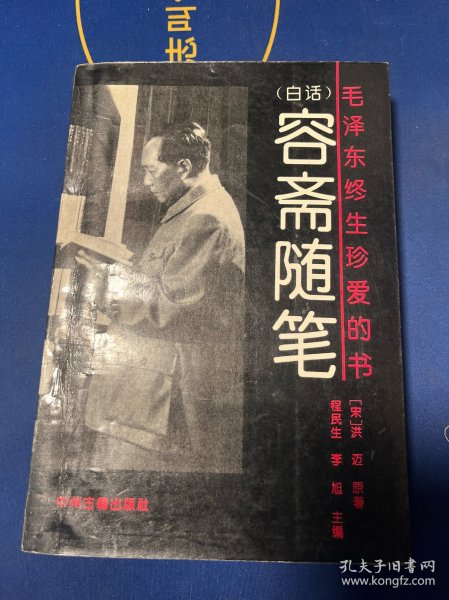 毛泽东终生珍爱的书
（白话）
容斋随笔
［宋］洪 迈 原著
程民生 李 旭 主编
中州古籍出版社
孔夫子旧书网
www.kongfz.com